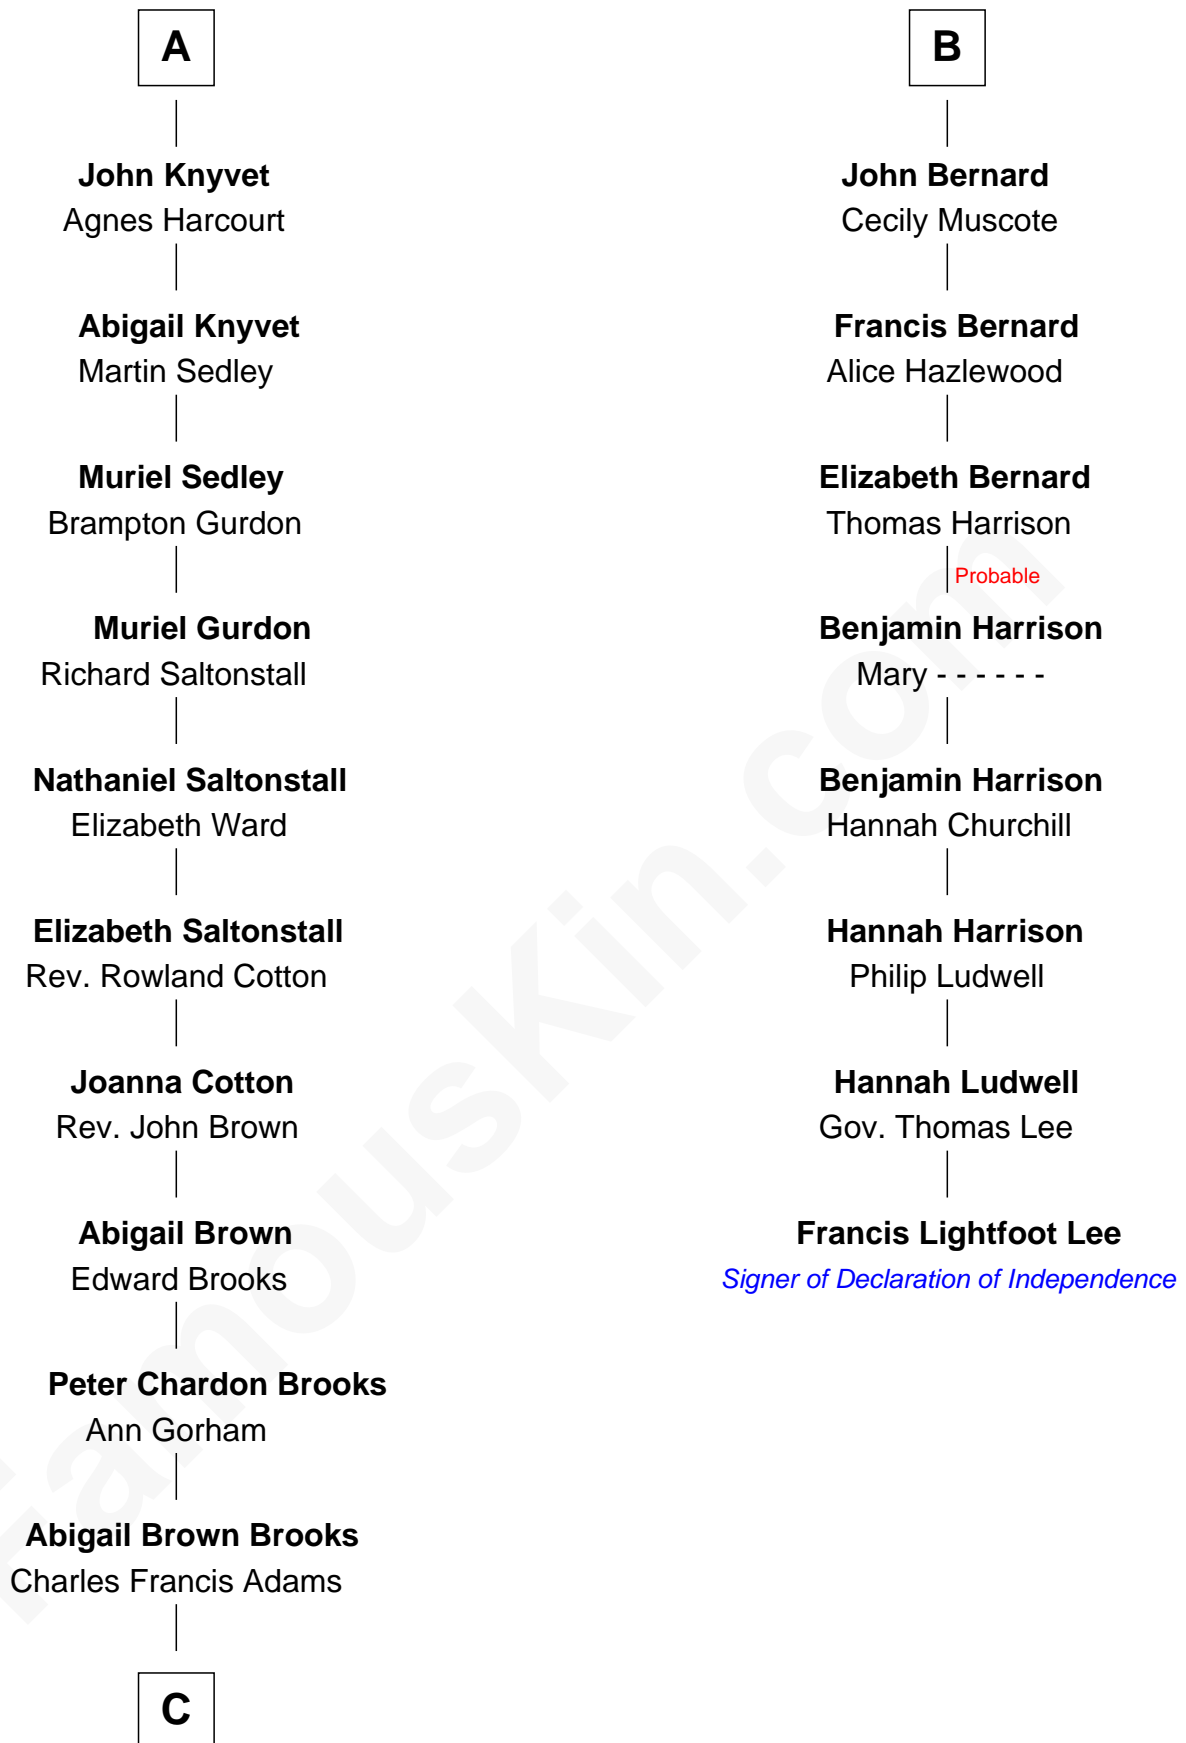 A
John Knyvet
Agnes Harcourt
Abigail Knyvet
Martin Sedley
Muriel Sedley
Brampton Gurdon
Muriel Gurdon
Richard Saltonstall
Nathaniel Saltonstall
Elizabeth Ward
Elizabeth Saltonstall
Rev. Rowland Cotton
Joanna Cotton
Rev. John Brown
Abigail Brown
Edward Brooks
Peter Chardon Brooks
Ann Gorham
Abigail Brown Brooks
Charles Francis Adams
C
B
John Bernard
Cecily Muscote
Francis Bernard
Alice Hazlewood
Elizabeth Bernard
Thomas Harrison
Probable
Benjamin Harrison
Mary - - - - - -
Benjamin Harrison
Hannah Churchill
Hannah Harrison
Philip Ludwell
Hannah Ludwell
Gov. Thomas Lee
Francis Lightfoot Lee
Signer of Declaration of Independence
FamousKin.com